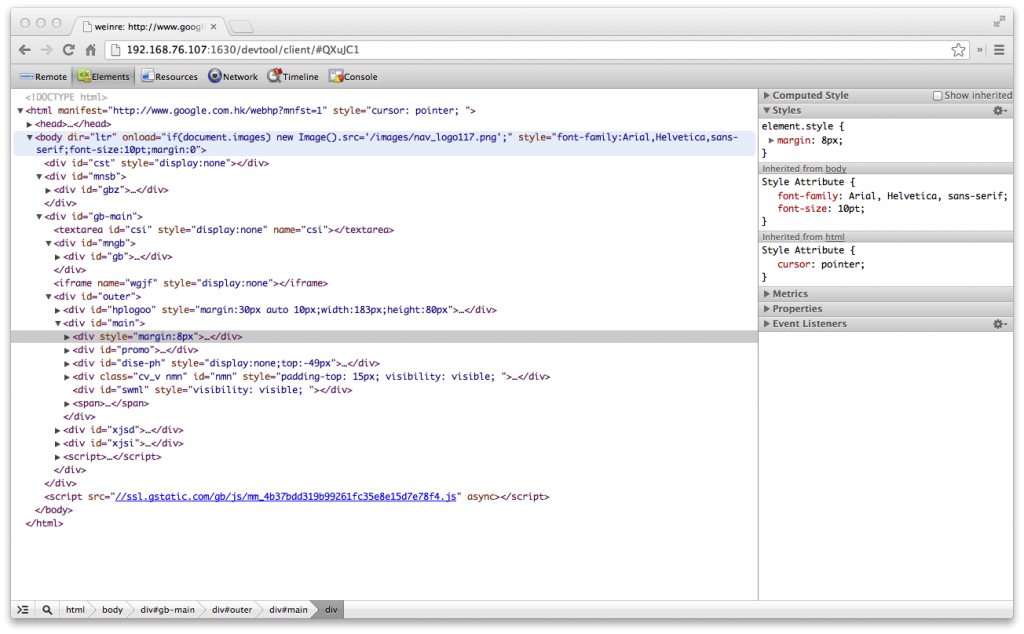 weinre: http://www.googl
192.168.76.107:1630/devtool/client/#QXuJC1
Remote Elements Resources Network Timeline Console
<!DOCTYPE html>
<html manifest="http://www.google.com.hk/webhp?mnfst=1" style="cursor: pointer; ">
<head>…</head>
<body dir="ltr" onload="if(document.images) new Image().src='/images/nav_logo117.png';" style="font-family:Arial,Helvetica,sans-
serif;font-size:10pt;margin:0">
<div id="cst" style="display:none"></div>
<div id="mnsb">
<div id="gbz">…</div>
</div>
<div id="gb-main">
<textarea id="csi" style="display:none" name="csi"></textarea>
<div id="mngb">
<div id="gb">…</div>
</div>
<iframe name="wgjf" style="display:none"></iframe>
<div id="outer">
<div id="hplogoo" style="margin:30px auto 10px;width:183px;height:80px">…</div>
<div id="main">
<div style="margin:8px">…</div>
<div id="promo">…</div>
<div id="dise-ph" style="display:none;top:-49px">…</div>
<div class="cv_v nmn" id="nmn" style="padding-top: 15px; visibility: visible; ">…</div>
<div id="swml" style="visibility: visible; "></div>
<span>…</span>
</div>
<div id="xjsd">…</div>
<div id="xjsi">…</div>
<script>…</script>
</div>
</div>
<script src="//ssl.gstatic.com/gb/js/mm_4b37bdd319b99261fc35e8e15d7e78f4.js" async></script>
</body>
</html>
Computed Style Show inherited
Styles
element.style {
margin: 8px;
}
Inherited from body
Style Attribute {
font-family: Arial, Helvetica, sans-serif;
font-size: 10pt;
}
Inherited from html
Style Attribute {
cursor: pointer;
}
Metrics
Properties
Event Listeners
html body div#gb-main div#outer div#main div